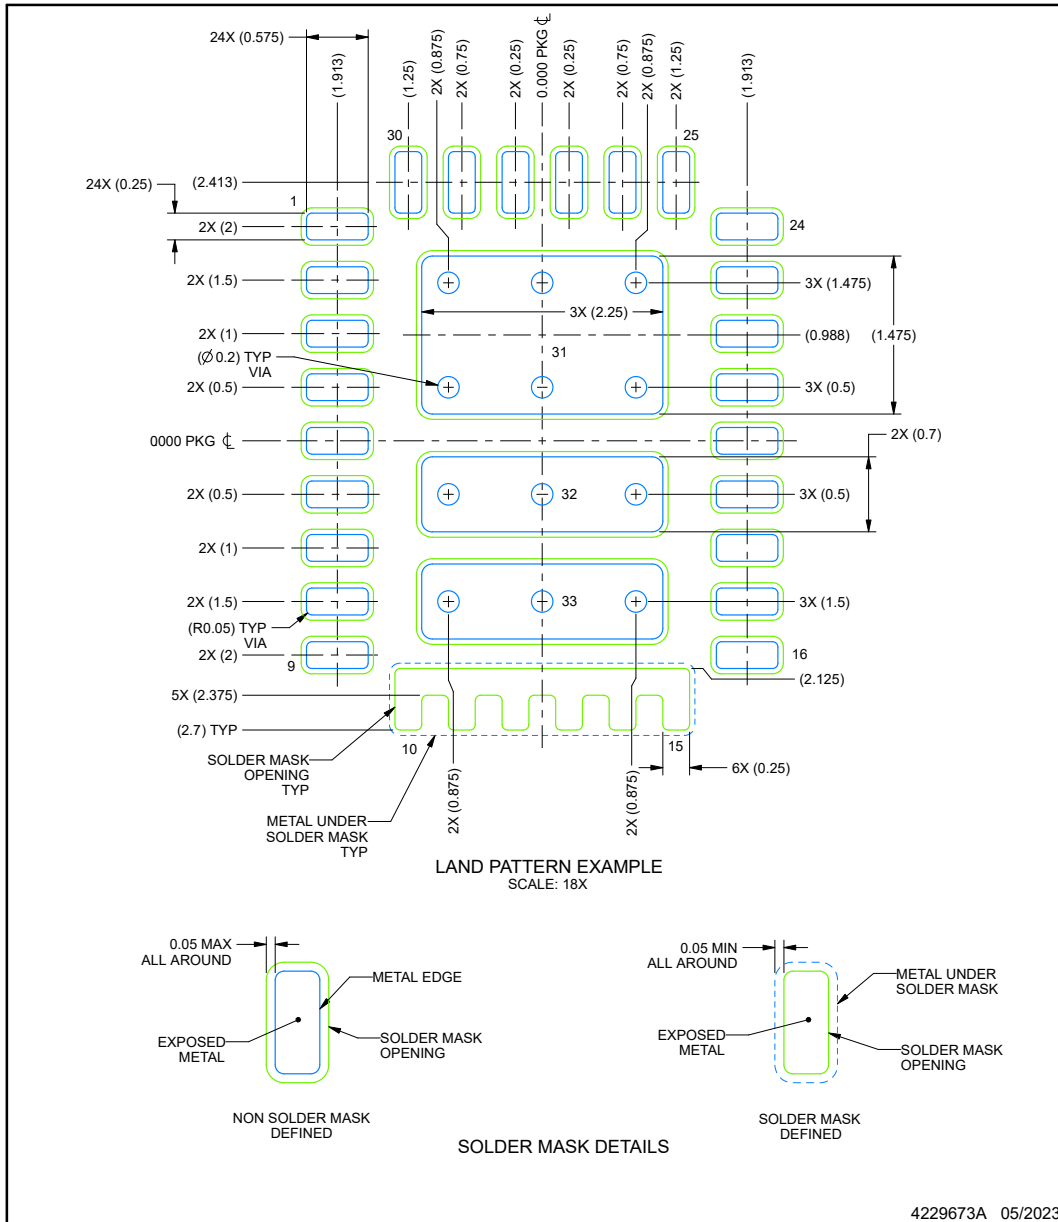 24X (0.575)
(1.913)
(1.25)
2X (0.875)
2X (0.75)
2X (0.25)
0.000 PKG ℄
2X (0.25)
2X (0.75)
2X (0.875)
2X (1.25)
(1.913)
30
25
24X (0.25)
(2.413)
1
2X (2)
24
2X (1.5)
3X (1.475)
3X (2.25)
2X (1)
(0.988)
(1.475)
31
(Ø 0.2) TYP
VIA
2X (0.5)
3X (0.5)
0000 PKG ℄
2X (0.7)
2X (0.5)
32
3X (0.5)
2X (1)
2X (1.5)
33
3X (1.5)
(R0.05) TYP
VIA
2X (2)
9
16
(2.125)
5X (2.375)
(2.7) TYP
10
15
SOLDER MASK
OPENING
TYP
6X (0.25)
2X (0.875)
2X (0.875)
METAL UNDER
SOLDER MASK
TYP
LAND PATTERN EXAMPLE
SCALE: 18X
0.05 MAX
ALL AROUND
METAL EDGE
EXPOSED
METAL
SOLDER MASK
OPENING
NON SOLDER MASK
DEFINED
0.05 MIN
ALL AROUND
METAL UNDER
SOLDER MASK
EXPOSED
METAL
SOLDER MASK
OPENING
SOLDER MASK
DEFINED
SOLDER MASK DETAILS
4229673A 05/2023